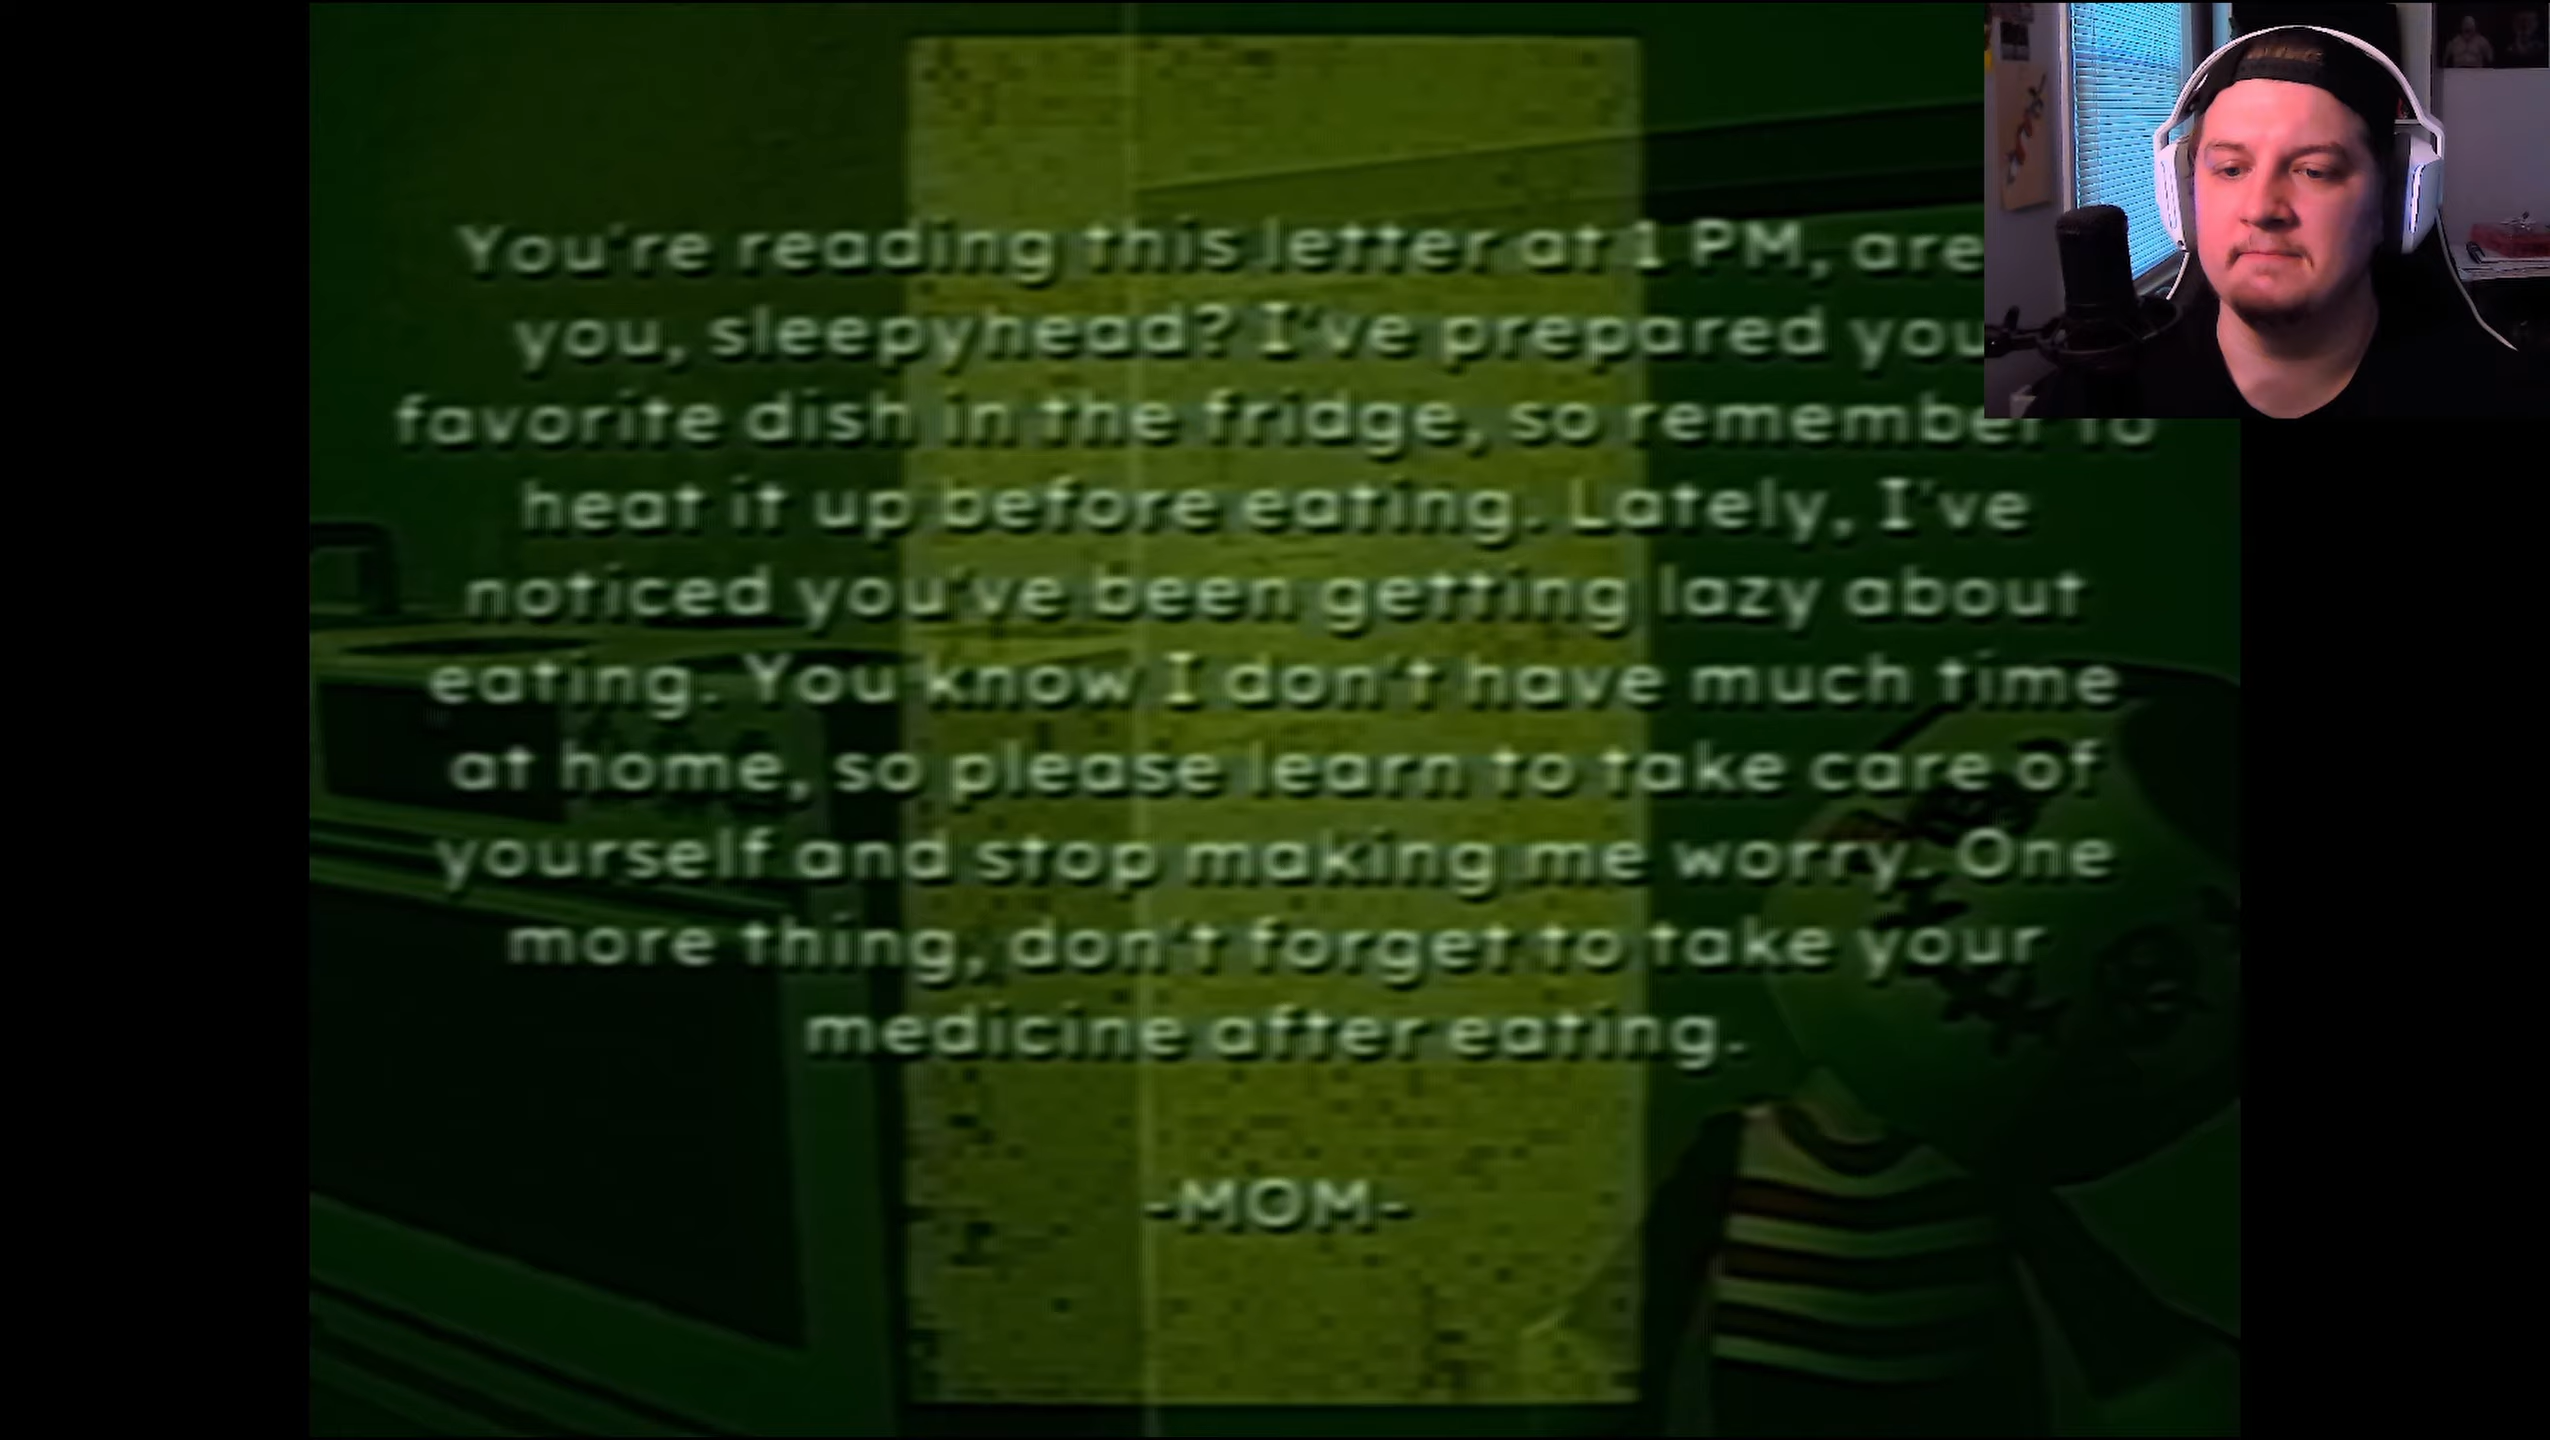 You're reading this letter at 1 PM, are
you, sleepyhead? I've prepared you
favorite dish in the fridge, so remember to
heat it up before eating. Lately, I've
noticed you've been getting lazy about
eating. You know I don't have much time
at home, so please learn to take care of
yourself and stop making me worry. One
more thing, don't forget to take your
medicine after eating.
-MOM-